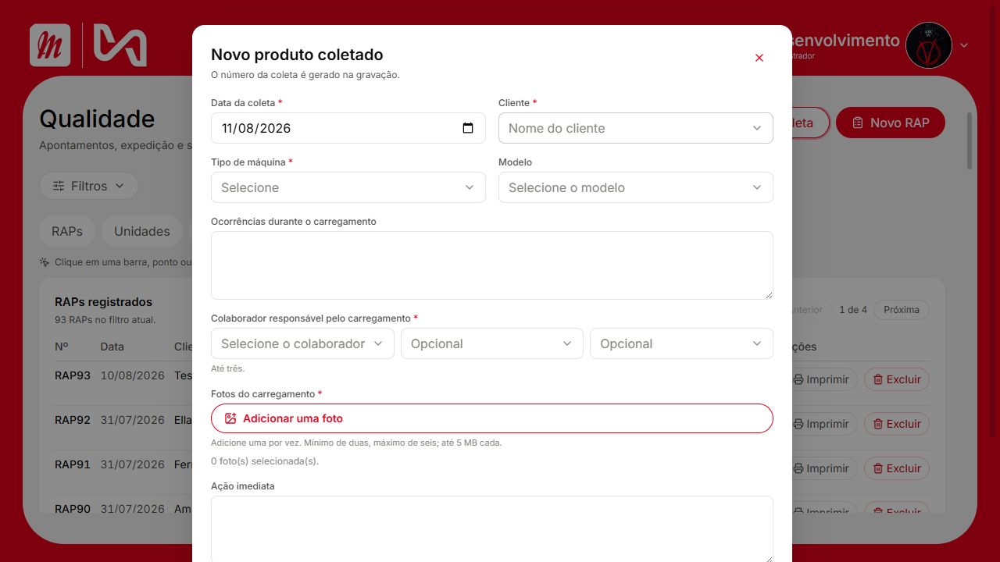 Novo produto coletado
O número da coleta é gerado na gravação.
Data da coleta *
Cliente *
11/08/2026
Nome do cliente
Tipo de máquina *
Modelo
Selecione
Selecione o modelo
Ocorrências durante o carregamento
Colaborador responsável pelo carregamento *
Selecione o colaborador
Opcional
Opcional
Até três.
Fotos do carregamento *
Adicionar uma foto
Adicione uma por vez. Mínimo de duas, máximo de seis; até 5 MB cada.
0 foto(s) selecionada(s).
Ação imediata
Qualidade
Apontamentos, expedição e s
Novo RAP
Filtros
RAPs
Unidades
Clique em uma barra, ponto ou
RAPs registrados
93 RAPs no filtro atual.
1 de 4
Próxima
Nº
Data
Clie
ções
RAP93
10/08/2026
Tes
Imprimir
Excluir
RAP92
31/07/2026
Ella
Imprimir
Excluir
RAP91
31/07/2026
Ferr
Imprimir
Excluir
RAP90
31/07/2026
Am
Imprimir
Excluir